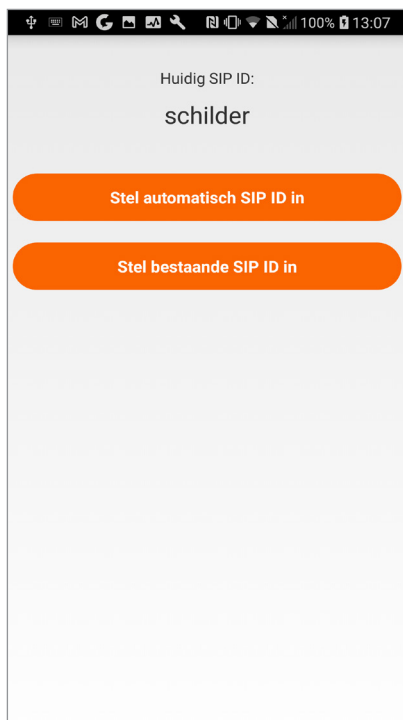 100% 13:07
Huidig SIP ID:
schilder
Stel automatisch SIP ID in
Stel bestaande SIP ID in